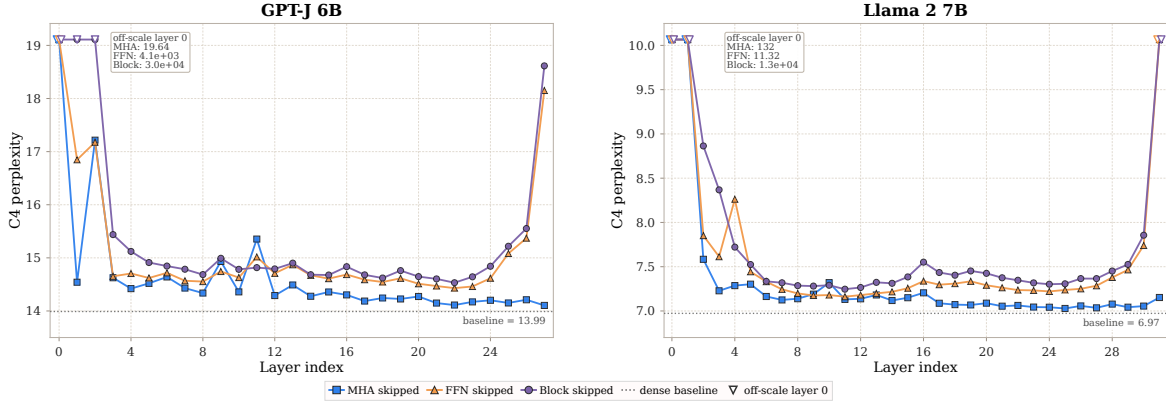 GPT-J 6B
C4 perplexity
19
18
17
16
15
14
off-scale layer 0
MHA: 19.64
FFN: 4.1e+03
Block: 3.0e+04
baseline = 13.99
0
4
8
12
16
20
24
Layer index
Llama 2 7B
C4 perplexity
10.0
9.5
9.0
8.5
8.0
7.5
7.0
off-scale layer 0
MHA: 132
FFN: 11.32
Block: 1.3e+04
baseline = 6.97
0
4
8
12
16
20
24
28
Layer index
MHA skipped
FFN skipped
Block skipped
dense baseline
off-scale layer 0